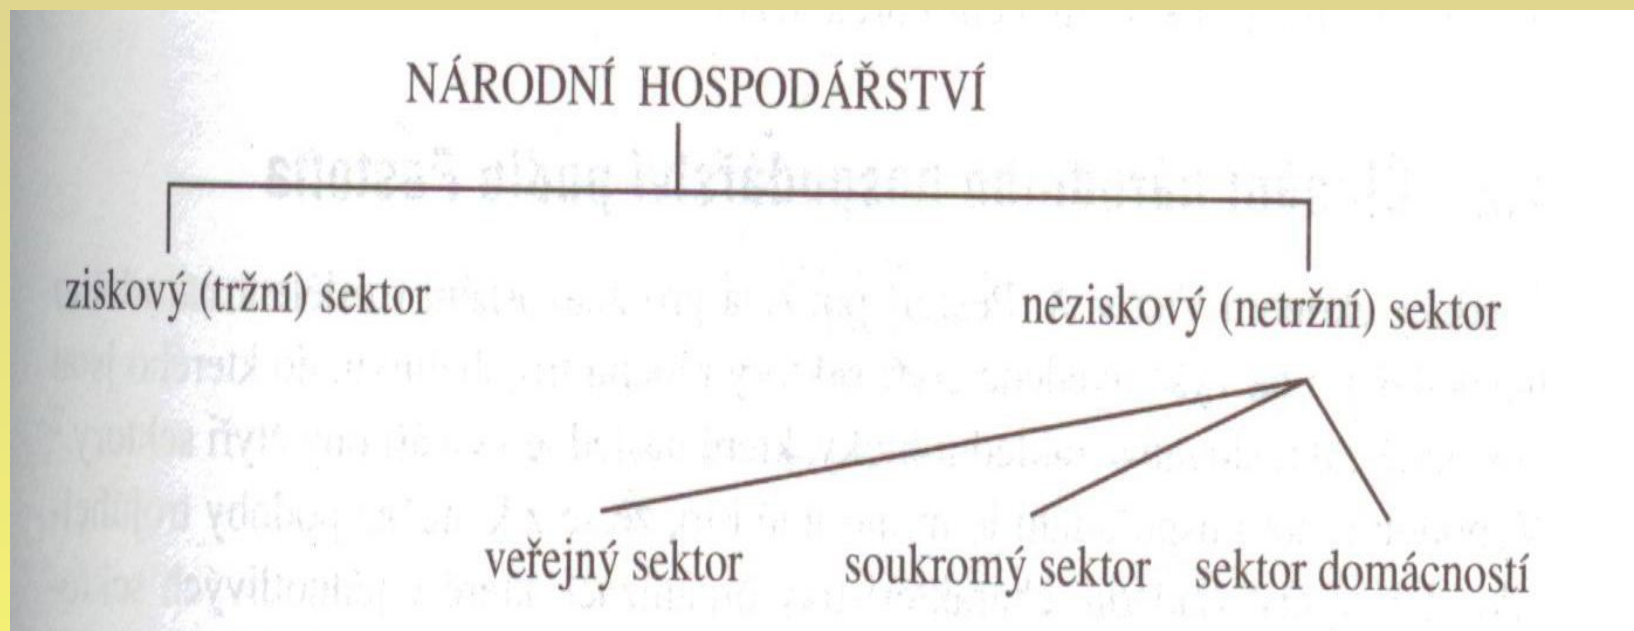 NÁRODNÍ HOSPODÁŘSTVÍ
ziskový (tržní) sektor
neziskový (netržní) sektor
veřejný sektor soukromý sektor sektor domácností